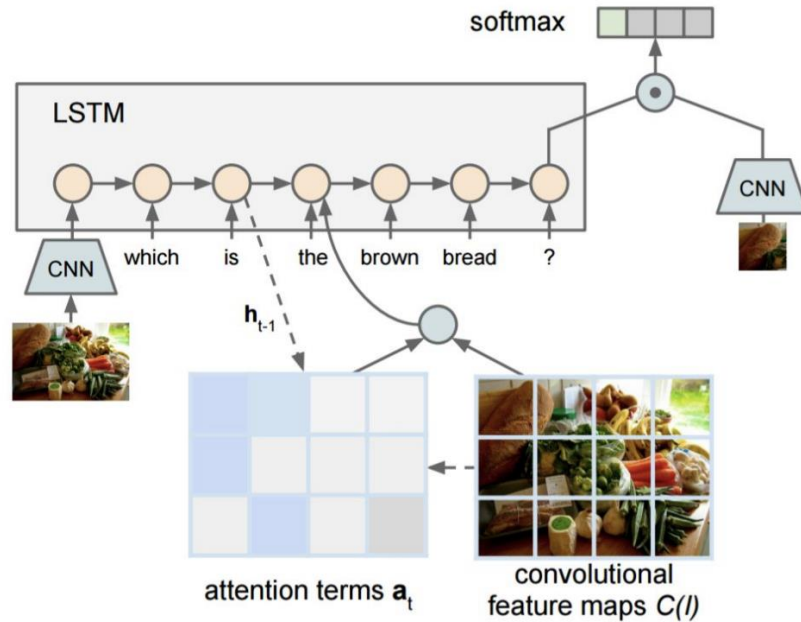 softmax
LSTM
CNN
CNN
which is the brown bread ?
h t-1
attention terms a t
convolutional
feature maps C(I)